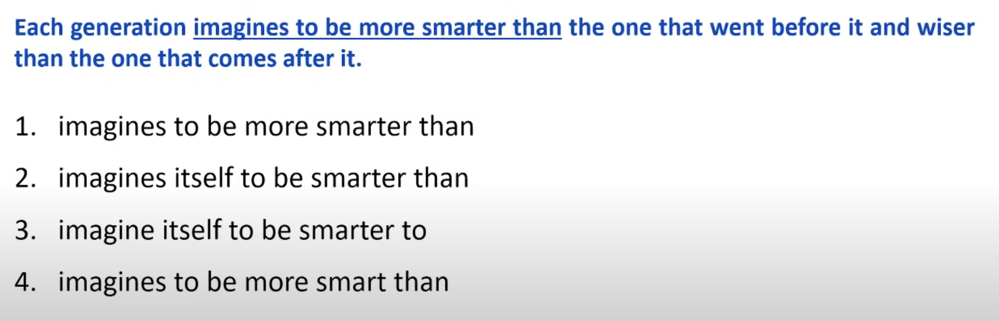 Each generation imagines to be more smarter than the one that went before it and wiser
than the one that comes after it.
1. imagines to be more smarter than
2. imagines itself to be smarter than
3. imagine itself to be smarter to
4. imagines to be more smart than